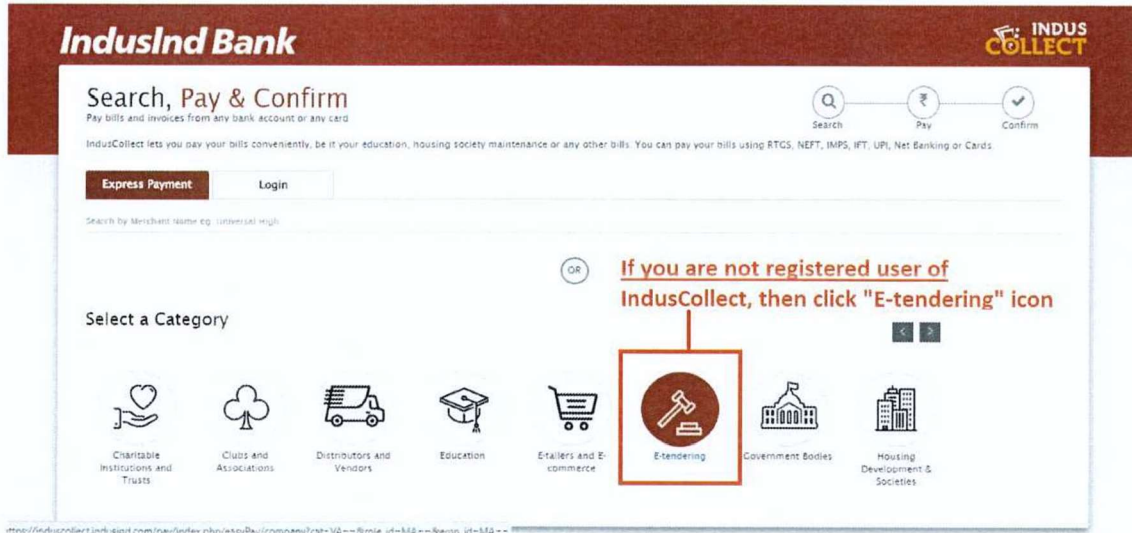 IndusInd Bank
INDUS
COLLECT
Search, Pay & Confirm
Pay bills and invoices from any bank account or any card
Search
Pay
Confirm
IndusCollect lets you pay your bills conveniently, be it your education, housing society maintenance or any other bills. You can pay your bills using RTGS, NEFT, IMPS, IFT, UPI, Net Banking or Cards.
Express Payment
Login
Search by Merchant Name eg. Universal High
OR
If you are not registered user of
IndusCollect, then click "E-tendering" icon
Select a Category
< >
Charitable
Institutions and
Trusts
Clubs and
Associations
Distributors and
Vendors
Education
E-tailers and E-
commerce
E-tendering
Government Bodies
Housing
Development &
Societies